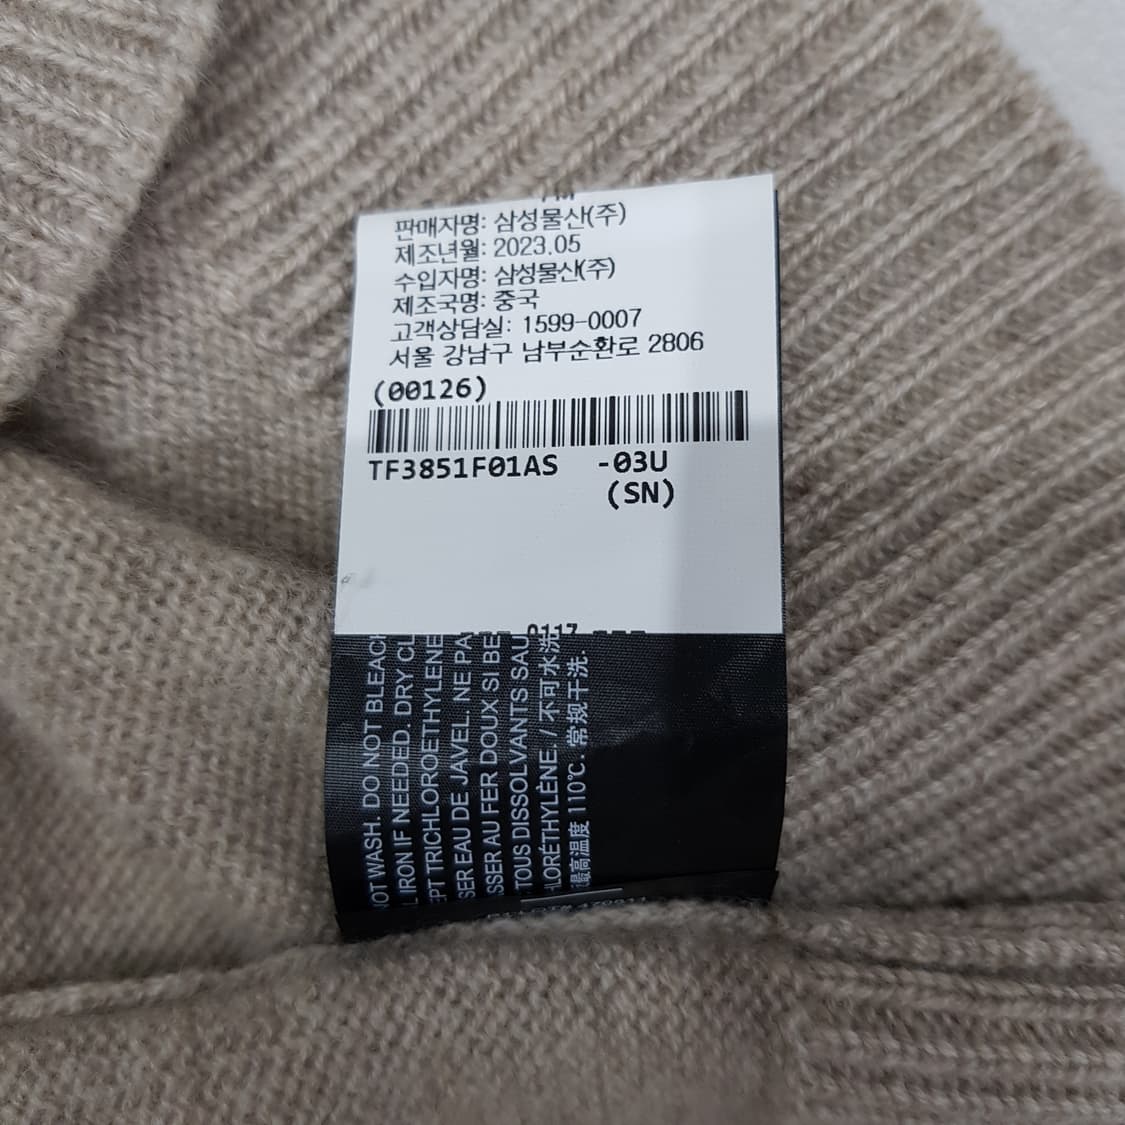 판매자명: 삼성물산(주)
제조년월: 2023.05
수입자명: 삼성물산(주)
제조국명: 중국
고객상담실: 1599-0007
서울 강남구 남부순환로 2806
(00126)
TF3851F01AS -03U
(SN)
NOT WASH. DO NOT BLEACH
IRON IF NEEDED. DRY CL
EPT TRICHLOROETHYLENE
SER EAU DE JAVEL. NE PA
SSER AU FER DOUX SI BE
TOUS DISSOLVANTS SAU
HLORÉTHYLÈNE. / 不可水洗
最高温度 110℃. 常规干洗.